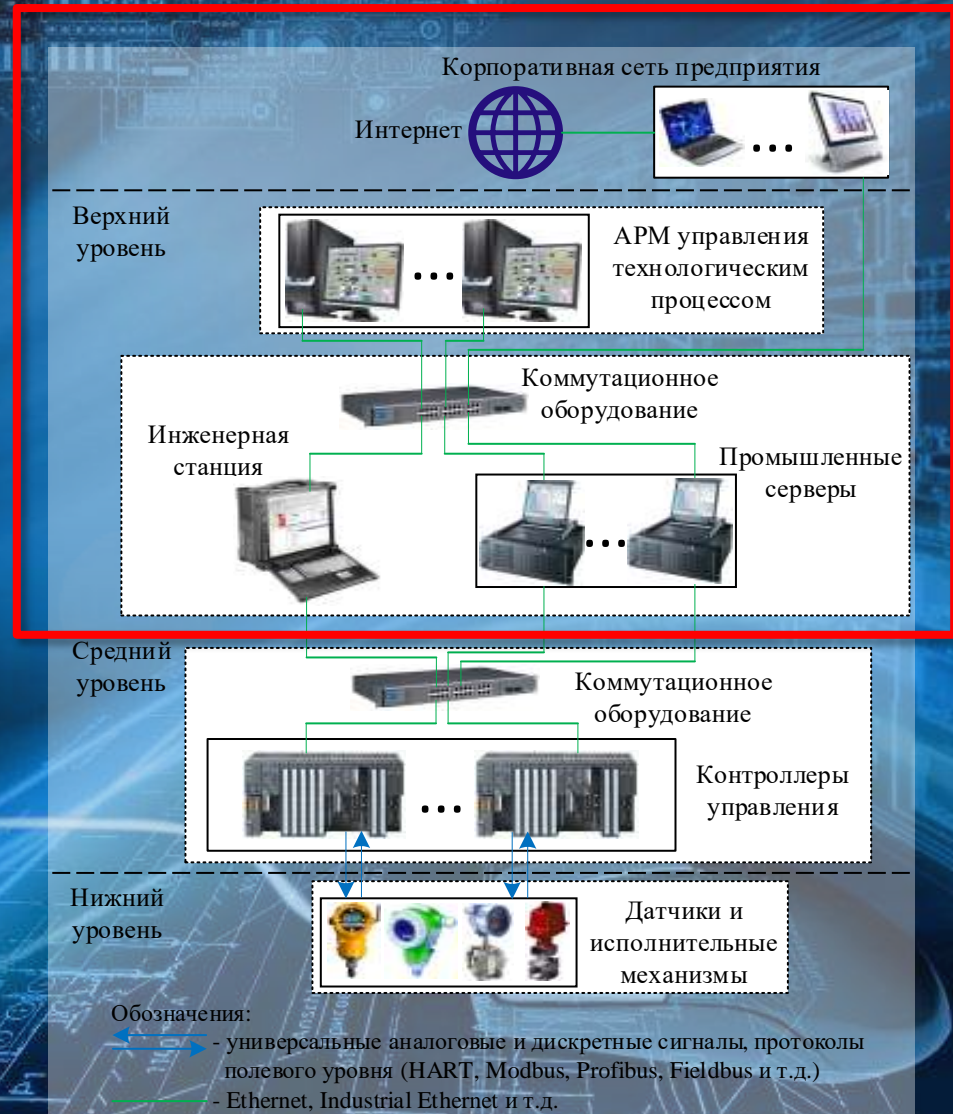 Корпоративная сеть предприятия
Интернет
Верхний
уровень
АРМ управления
технологическим
процессом
Коммутационное
оборудование
Инженерная
станция
Промышленные
серверы
Средний
уровень
Коммутационное
оборудование
Контроллеры
управления
Нижний
уровень
Датчики и
исполнительные
механизмы
Обозначения:
- универсальные аналоговые и дискретные сигналы, протоколы
полевого уровня (HART, Modbus, Profibus, Fieldbus и т.д.)
- Ethernet, Industrial Ethernet и т.д.